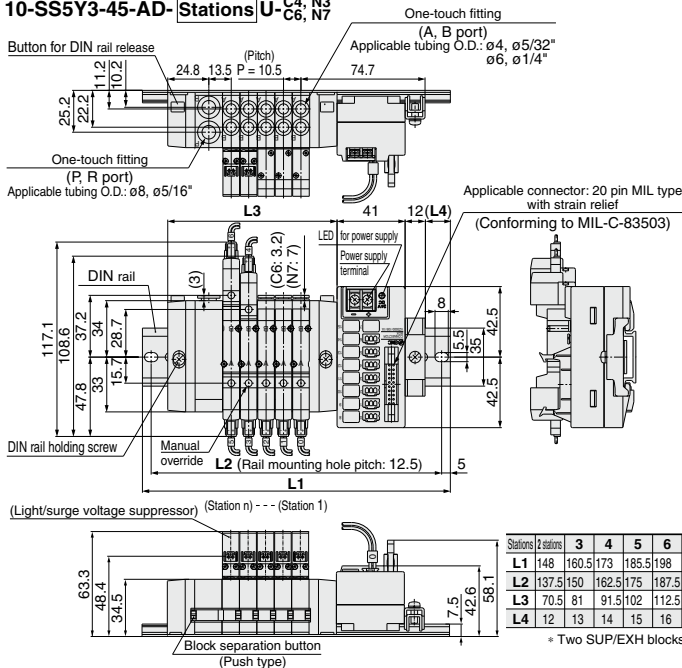 10-SS5Y3-45-AD- Stations U-C4, N3
C6, N7
One-touch fitting
(A, B port)
Applicable tubing O.D.: ø4, ø5/32"
ø6, ø1/4"
Button for DIN rail release
(Pitch)
24.8 13.5 P = 10.5 74.7
11.2
10.2
25.2
22.2
One-touch fitting
(P, R port)
Applicable tubing O.D.: ø8, ø5/16"
Applicable connector: 20 pin MIL type
with strain relief
(Conforming to MIL-C-83503)
L3 41 12 (L4)
LED for power supply
Power supply
terminal
(C6: 3.2)
(N7: 7)
(3)
DIN rail
8
117.1
108.6
37.2
34
28.7
15.7
33
47.8
5.5
35
42.5
42.5
DIN rail holding screw
Manual
override
L2 (Rail mounting hole pitch: 12.5) 5
L1
(Light/surge voltage suppressor)
(Station n) - - - (Station 1)
63.3
48.4
34.5
7.5
42.6
58.1
Block separation button
(Push type)
Stations 2 stations 3 4 5 6
L1 148 160.5 173 185.5 198
L2 137.5 150 162.5 175 187.5
L3 70.5 81 91.5 102 112.5
L4 12 13 14 15 16
* Two SUP/EXH blocks